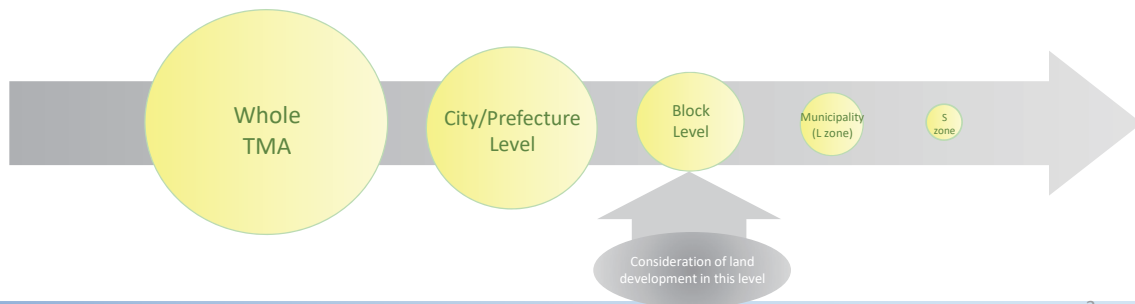 Whole
TMA
City/Prefecture
Level
Block
Level
Municipality
(L zone)
S
zone
Consideration of land
development in this level